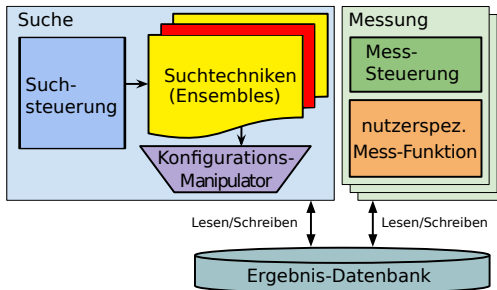 Suche
Such-
steuerung
Suchtechniken
(Ensembles)
Konfigurations-
Manipulator
Messung
Mess-
Steuerung
nutzerspez.
Mess-Funktion
Lesen/Schreiben
Lesen/Schreiben
Ergebnis-Datenbank